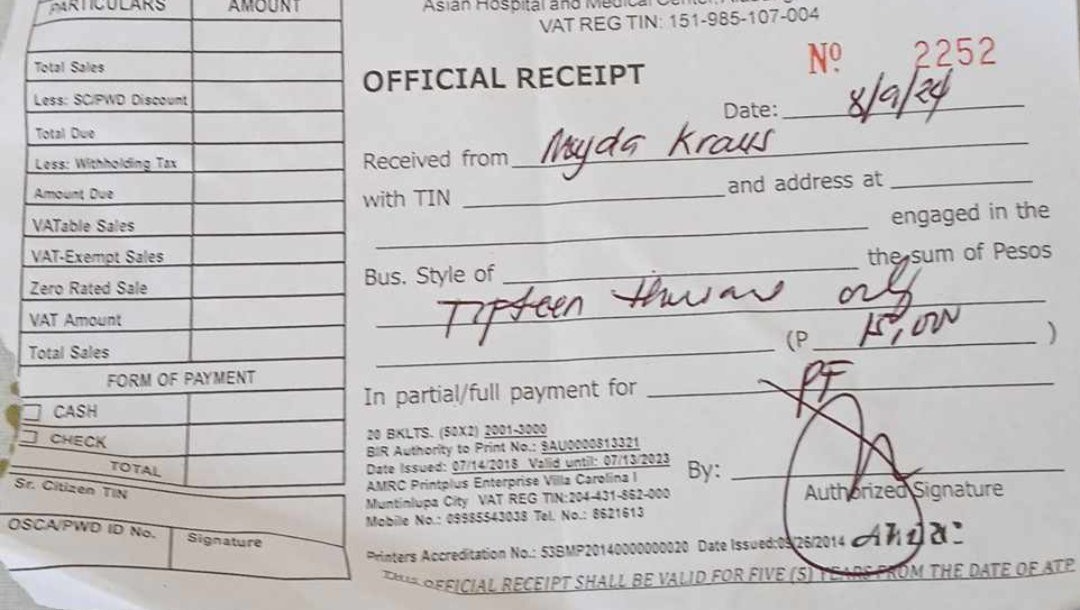 PARTICULARS AMOUNT
Total Sales
Less: SC/PWD Discount
Total Due
Less: Withholding Tax
Amount Due
VATable Sales
VAT-Exempt Sales
Zero Rated Sale
VAT Amount
Total Sales
FORM OF PAYMENT
CASH
CHECK
TOTAL
Sr. Citizen TIN
OSCA/PWD ID No. Signature
Asian Hospital and Medical
VAT REG TIN: 151-985-107-004
Nº 2252
OFFICIAL RECEIPT
Date: 8/9/24
Received from Kraus
with TIN and address at
engaged in the
Bus. Style of the sum of Pesos
only
(P 15,000 )
In partial/full payment for PF
20 BKLTS. (50X2) 2001-3000
BIR Authority to Print No.: 8AU0000813321
Date Issued: 07/14/2018 Valid until: 07/13/2023
AMRC Printplus Enterprise Villa Carolina I
Muntinlupa City VAT REG TIN:204-431-862-000
Mobile No.: 09985543038 Tel. No.: 8621613
By:
Authorized Signature
Printers Accreditation No.: 53BMP20140000000020 Date Issued:09/26/2014
THIS OFFICIAL RECEIPT SHALL BE VALID FOR FIVE (5) YEARS FROM THE DATE OF ATP